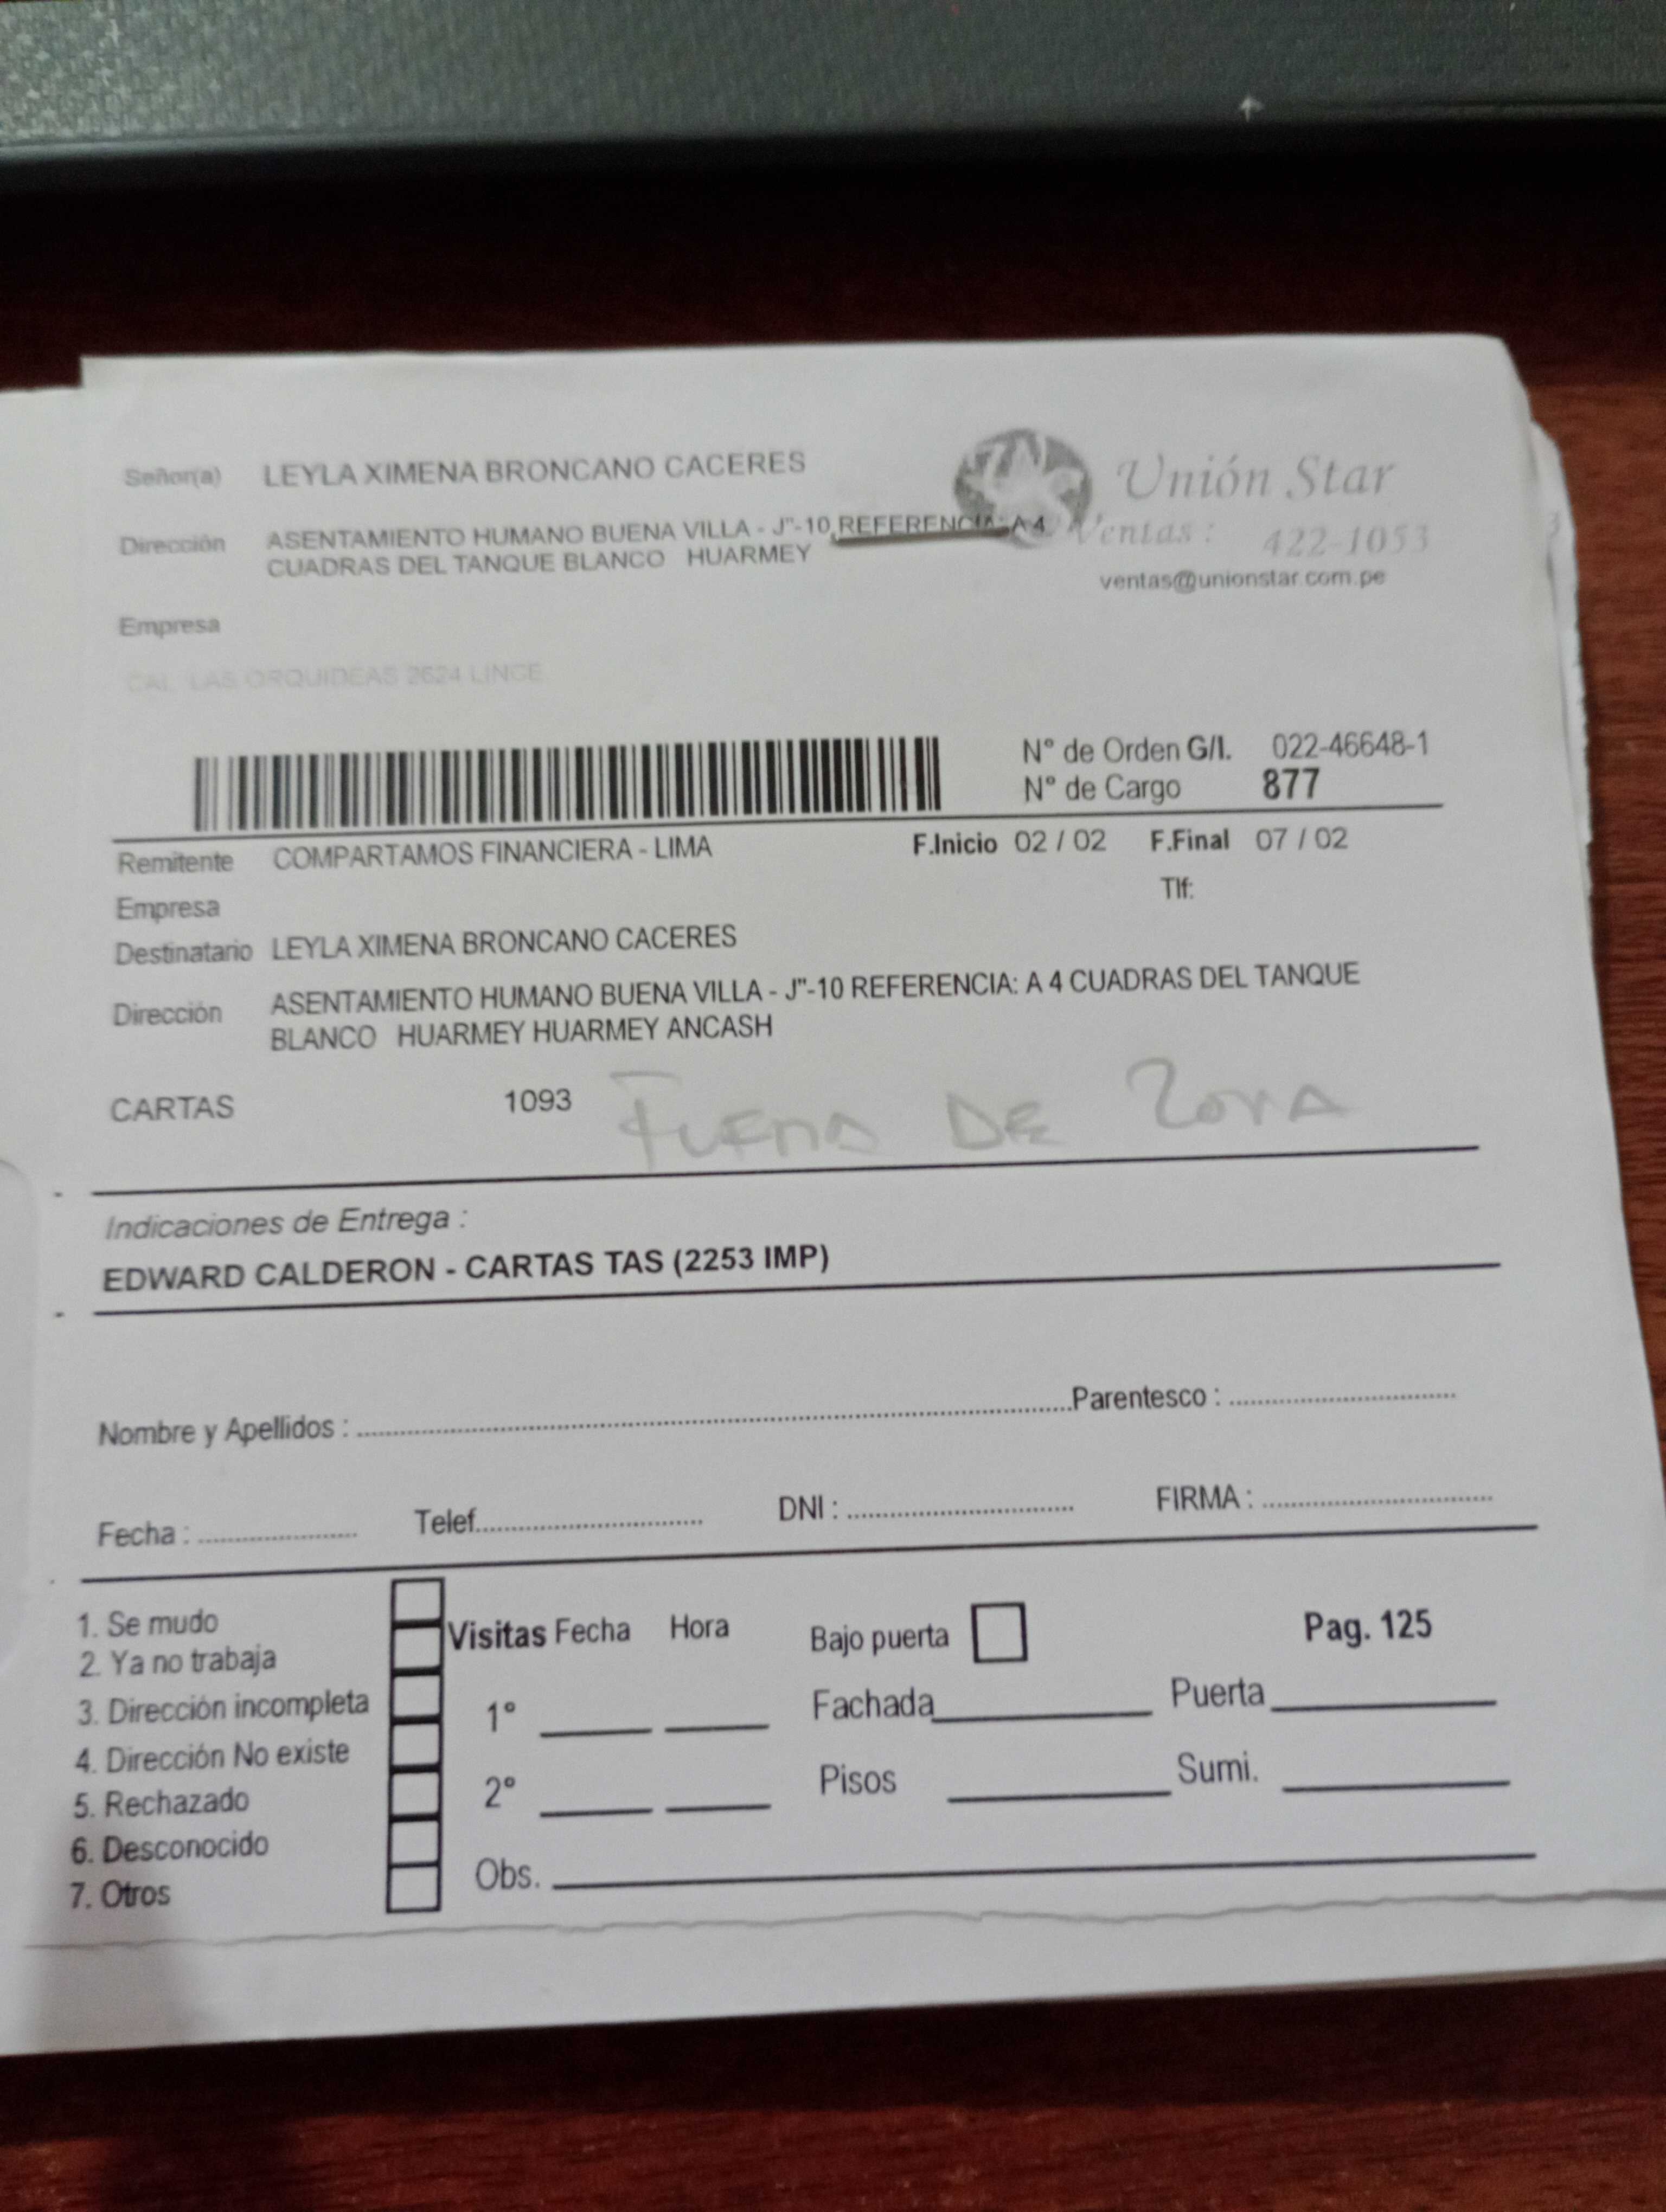 Señor(a) LEYLA XIMENA BRONCANO CACERES
Unión Star
Dirección ASENTAMIENTO HUMANO BUENA VILLA - J"-10 REFERENCIA: A 4
CUADRAS DEL TANQUE BLANCO HUARMEY
Ventas : 422-1053
ventas@unionstar.com.pe
Empresa
CAL. LAS ORQUIDEAS 2624 LINCE
N° de Orden G/I. 022-46648-1
N° de Cargo 877
Remitente COMPARTAMOS FINANCIERA - LIMA F.Inicio 02 / 02 F.Final 07 / 02
Empresa Tlf:
Destinatario LEYLA XIMENA BRONCANO CACERES
Dirección ASENTAMIENTO HUMANO BUENA VILLA - J"-10 REFERENCIA: A 4 CUADRAS DEL TANQUE
BLANCO HUARMEY HUARMEY ANCASH
CARTAS 1093 FUERA DE ZONA
Indicaciones de Entrega :
EDWARD CALDERON - CARTAS TAS (2253 IMP)
Nombre y Apellidos : Parentesco :
Fecha : Telef. DNI : FIRMA :
1. Se mudo
2. Ya no trabaja
3. Dirección incompleta
4. Dirección No existe
5. Rechazado
6. Desconocido
7. Otros
Visitas Fecha Hora
1°
2°
Obs.
Bajo puerta Pag. 125
Fachada Puerta
Pisos Sumi.